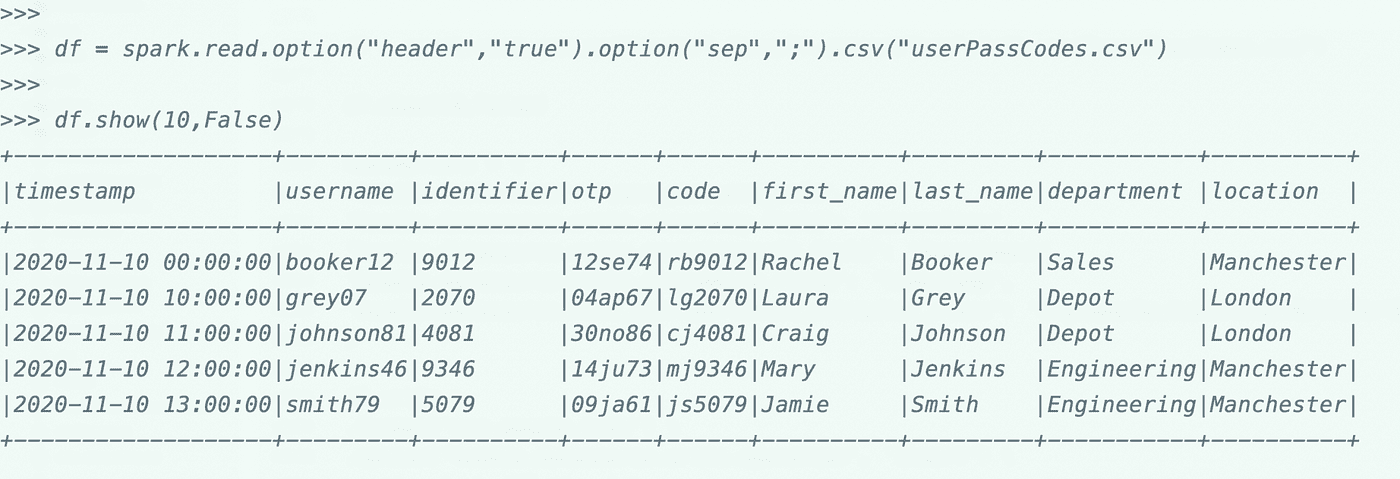 >>>
>>> df = spark.read.option("header","true").option("sep",";").csv("userPassCodes.csv")
>>>
>>> df.show(10,False)
+-------------------+---------+----------+------+------+----------+---------+-----------+----------+
|timestamp          |username |identifier|otp   |code  |first_name|last_name|department |location  |
+-------------------+---------+----------+------+------+----------+---------+-----------+----------+
|2020-11-10 00:00:00|booker12 |9012      |12se74|rb9012|Rachel    |Booker   |Sales      |Manchester|
|2020-11-10 10:00:00|grey07   |2070      |04ap67|lg2070|Laura     |Grey     |Depot      |London    |
|2020-11-10 11:00:00|johnson81|4081      |30no86|cj4081|Craig     |Johnson  |Depot      |London    |
|2020-11-10 12:00:00|jenkins46|9346      |14ju73|mj9346|Mary      |Jenkins  |Engineering|Manchester|
|2020-11-10 13:00:00|smith79  |5079      |09ja61|js5079|Jamie     |Smith    |Engineering|Manchester|
+-------------------+---------+----------+------+------+----------+---------+-----------+----------+